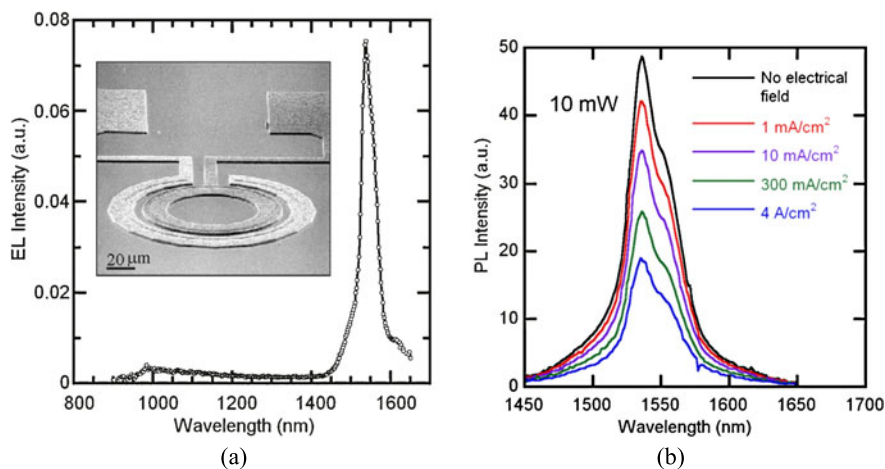 0.08
0.06
0.04
0.02
0
EL Intensity (a.u.)
20 μm
800 1000 1200 1400 1600
Wavelength (nm)
(a)
50
40
30
20
10
0
PL Intensity (a.u.)
10 mW
No electrical
field
1 mA/cm²
10 mA/cm²
300 mA/cm²
4 A/cm²
1450 1500 1550 1600 1650 1700
Wavelength (nm)
(b)